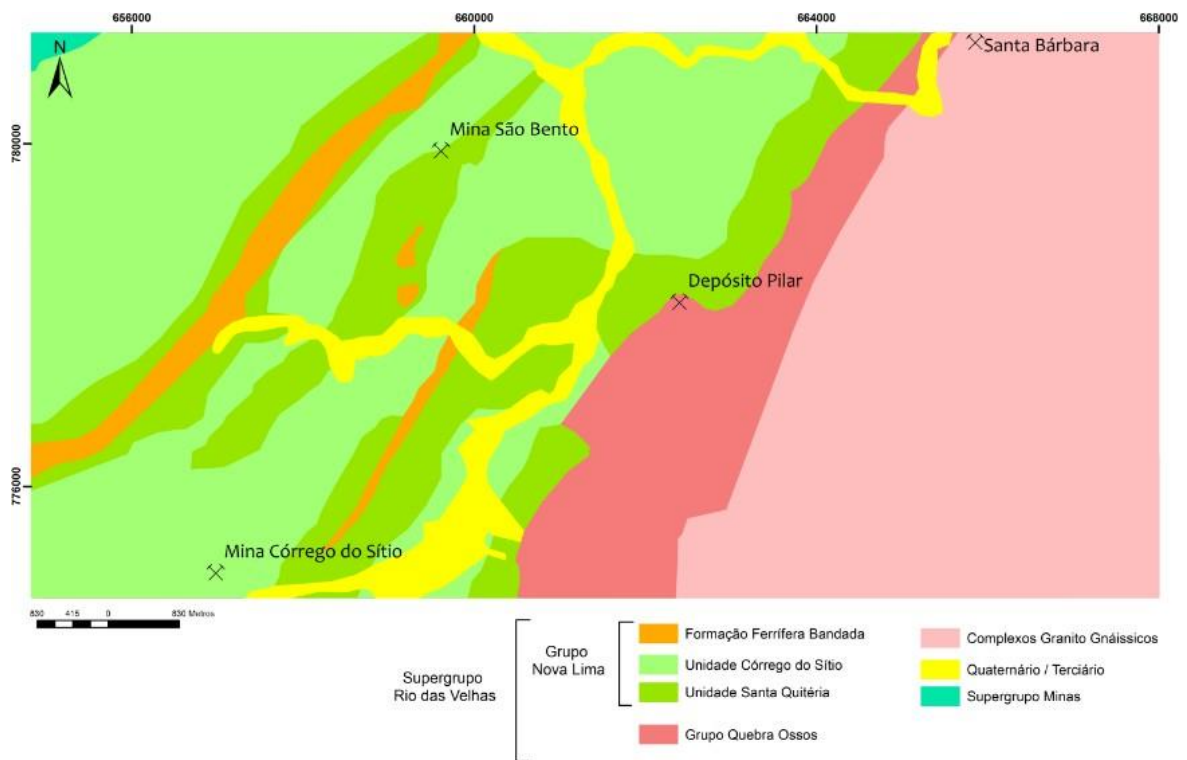 656000
660000
664000
668000
N
Santa Bárbara
Mina São Bento
780000
Depósito Pilar
776000
Mina Córrego do Sítio
830 415 0 830 Metros
Supergrupo
Rio das Velhas
Grupo
Nova Lima
Formação Ferrífera Bandada
Unidade Córrego do Sítio
Unidade Santa Quitéria
Grupo Quebra Ossos
Complexos Granito Gnáissicos
Quaternário / Terciário
Supergrupo Minas